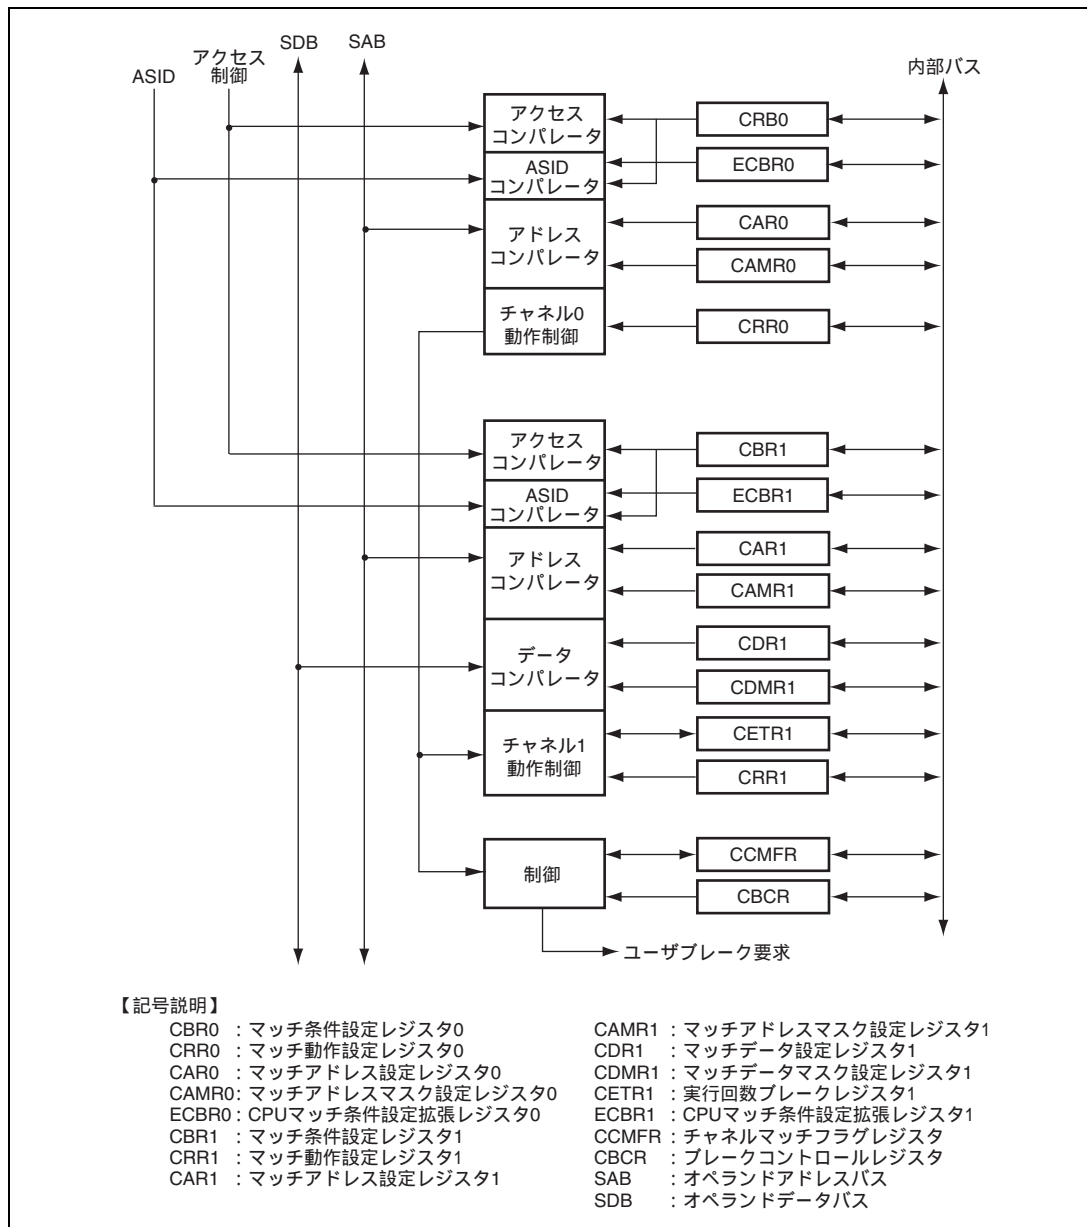 SDB
SAB
アクセス
制御
ASID
内部バス
アクセス
コンパレータ
CRB0
ASID
コンパレータ
ECBR0
アドレス
コンパレータ
CAR0
CAMR0
チャネル0
動作制御
CRR0
アクセス
コンパレータ
CBR1
ASID
コンパレータ
ECBR1
アドレス
コンパレータ
CAR1
CAMR1
データ
コンパレータ
CDR1
CDMR1
チャネル1
動作制御
CETR1
CRR1
制御
CCMFR
CBCR
ユーザブレーク要求
【記号説明】
CBR0 :マッチ条件設定レジスタ0
CRR0 :マッチ動作設定レジスタ0
CAR0 :マッチアドレス設定レジスタ0
CAMR0:マッチアドレスマスク設定レジスタ0
ECBR0:CPUマッチ条件設定拡張レジスタ0
CBR1 :マッチ条件設定レジスタ1
CRR1 :マッチ動作設定レジスタ1
CAR1 :マッチアドレス設定レジスタ1
CAMR1 :マッチアドレスマスク設定レジスタ1
CDR1 :マッチデータ設定レジスタ1
CDMR1 :マッチデータマスク設定レジスタ1
CETR1 :実行回数ブレークレジスタ1
ECBR1 :CPUマッチ条件設定拡張レジスタ1
CCMFR :チャネルマッチフラグレジスタ
CBCR :ブレークコントロールレジスタ
SAB :オペランドアドレスバス
SDB :オペランドデータバス